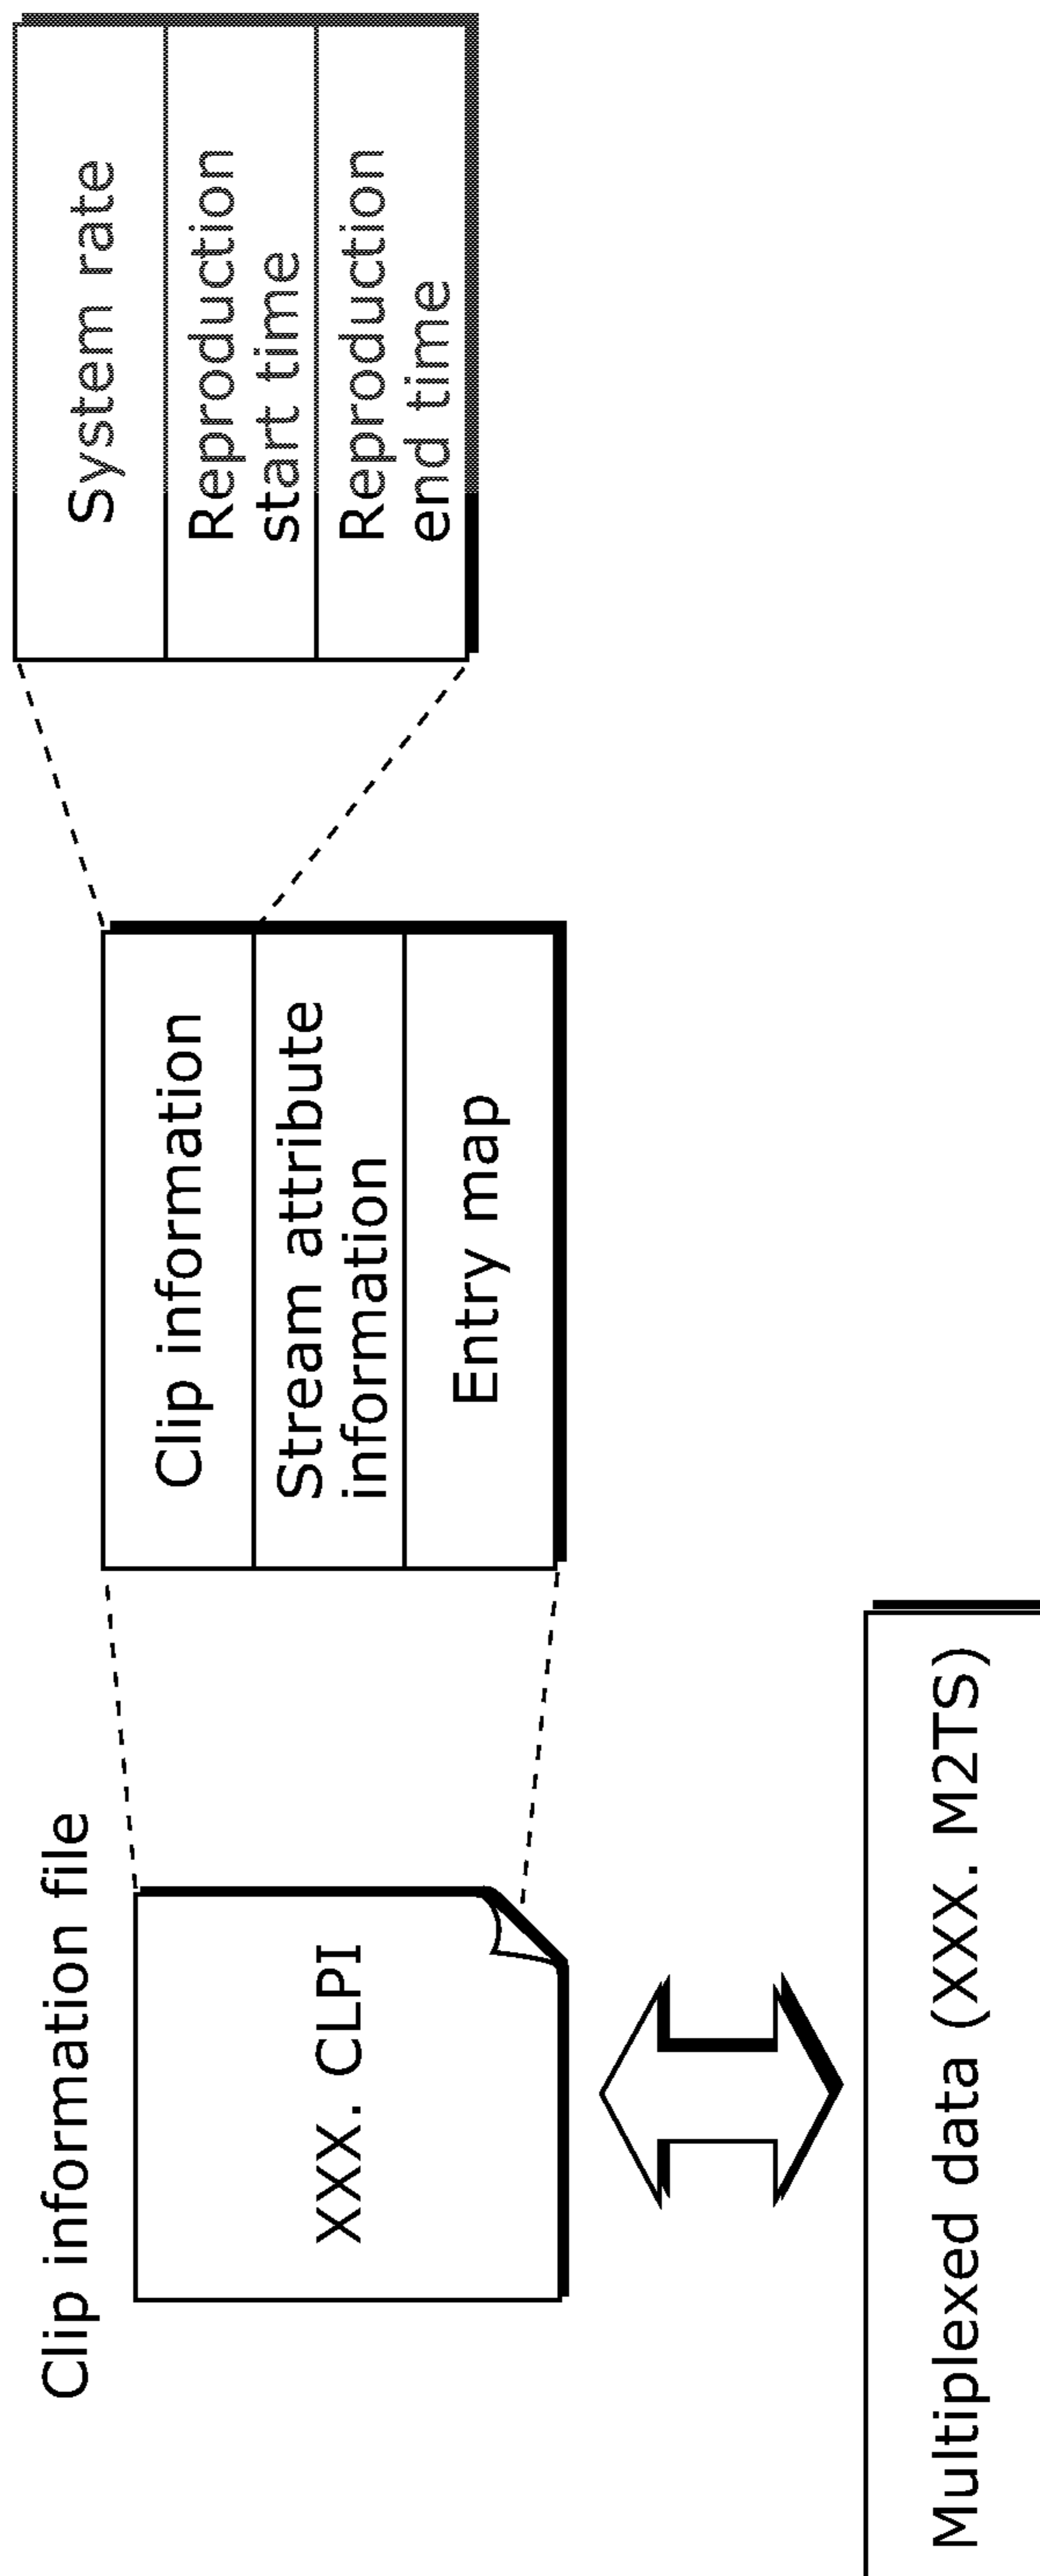 Clip information file
XXX. CLPI
Clip information
Stream attribute
information
Entry map
System rate
Reproduction
start time
Reproduction
end time
Multiplexed data (XXX. M2TS)